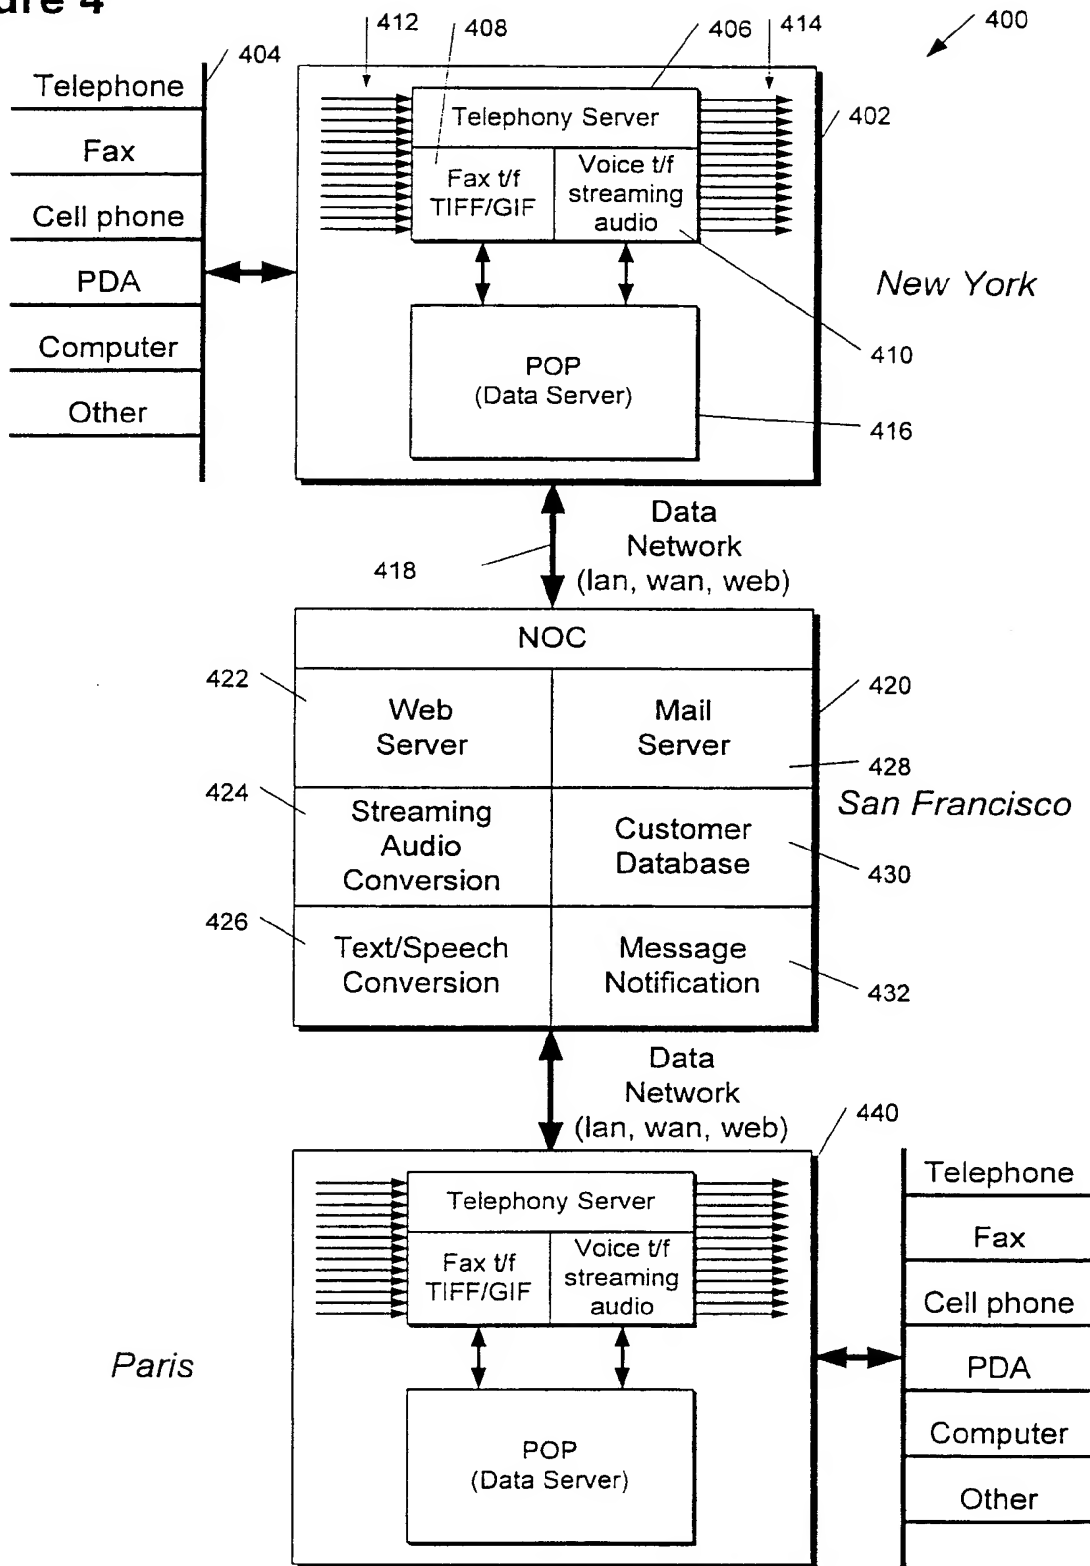 412
408
406
414
400
404
Telephone
Fax
Cell phone
PDA
Computer
Other
Telephony Server
Fax t/f
TIFF/GIF
Voice t/f
streaming
audio
402
New York
410
POP
(Data Server)
416
Data
Network
(lan, wan, web)
418
NOC
422
Web
Server
Mail
Server
420
428
San Francisco
424
Streaming
Audio
Conversion
Customer
Database
430
426
Text/Speech
Conversion
Message
Notification
432
Data
Network
(lan, wan, web)
440
Telephony Server
Fax t/f
TIFF/GIF
Voice t/f
streaming
audio
Paris
POP
(Data Server)
Telephone
Fax
Cell phone
PDA
Computer
Other